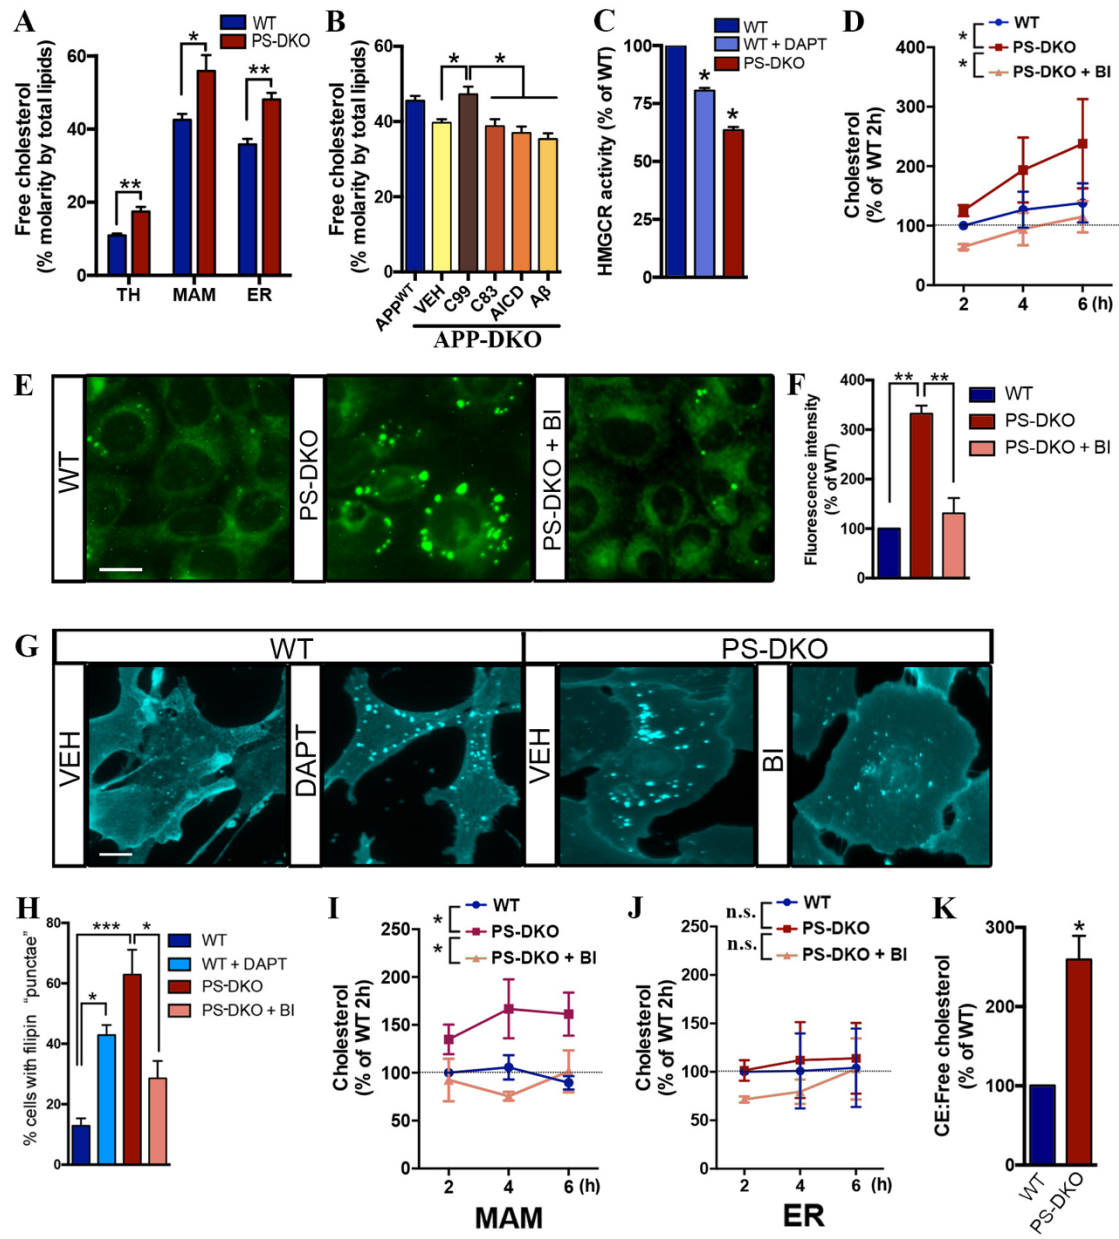 A
WT
PS-DKO
Free cholesterol
(% molarity by total lipids)
60
40
20
0
*
**
**
TH
MAM
ER
B
Free cholesterol
(% molarity by total lipids)
60
40
20
0
*
*
APPWT
VEH
C99
C83
AICD
Aβ
APP-DKO
C
WT
WT + DAPT
PS-DKO
HMGCR activity (% of WT)
100
75
50
25
0
*
*
D
WT
PS-DKO
PS-DKO + BI
*
*
Cholesterol
(% of WT 2h)
400
300
200
100
0
2
4
6 (h)
E
WT
PS-DKO
PS-DKO + BI
F
Fluorescence intensity
(% of WT)
400
300
200
100
0
**
**
WT
PS-DKO
PS-DKO + BI
G
WT
PS-DKO
VEH
DAPT
VEH
BI
H
% cells with filipin "punctae"
80
60
40
20
0
***
*
*
WT
WT + DAPT
PS-DKO
PS-DKO + BI
I
WT
PS-DKO
PS-DKO + BI
*
*
Cholesterol
(% of WT 2h)
250
200
150
100
50
0
2
4
6 (h)
MAM
J
n.s.
n.s.
WT
PS-DKO
PS-DKO + BI
Cholesterol
(% of WT 2h)
250
200
150
100
50
0
2
4
6 (h)
ER
K
CE:Free cholesterol
(% of WT)
300
200
100
0
*
WT
PS-DKO